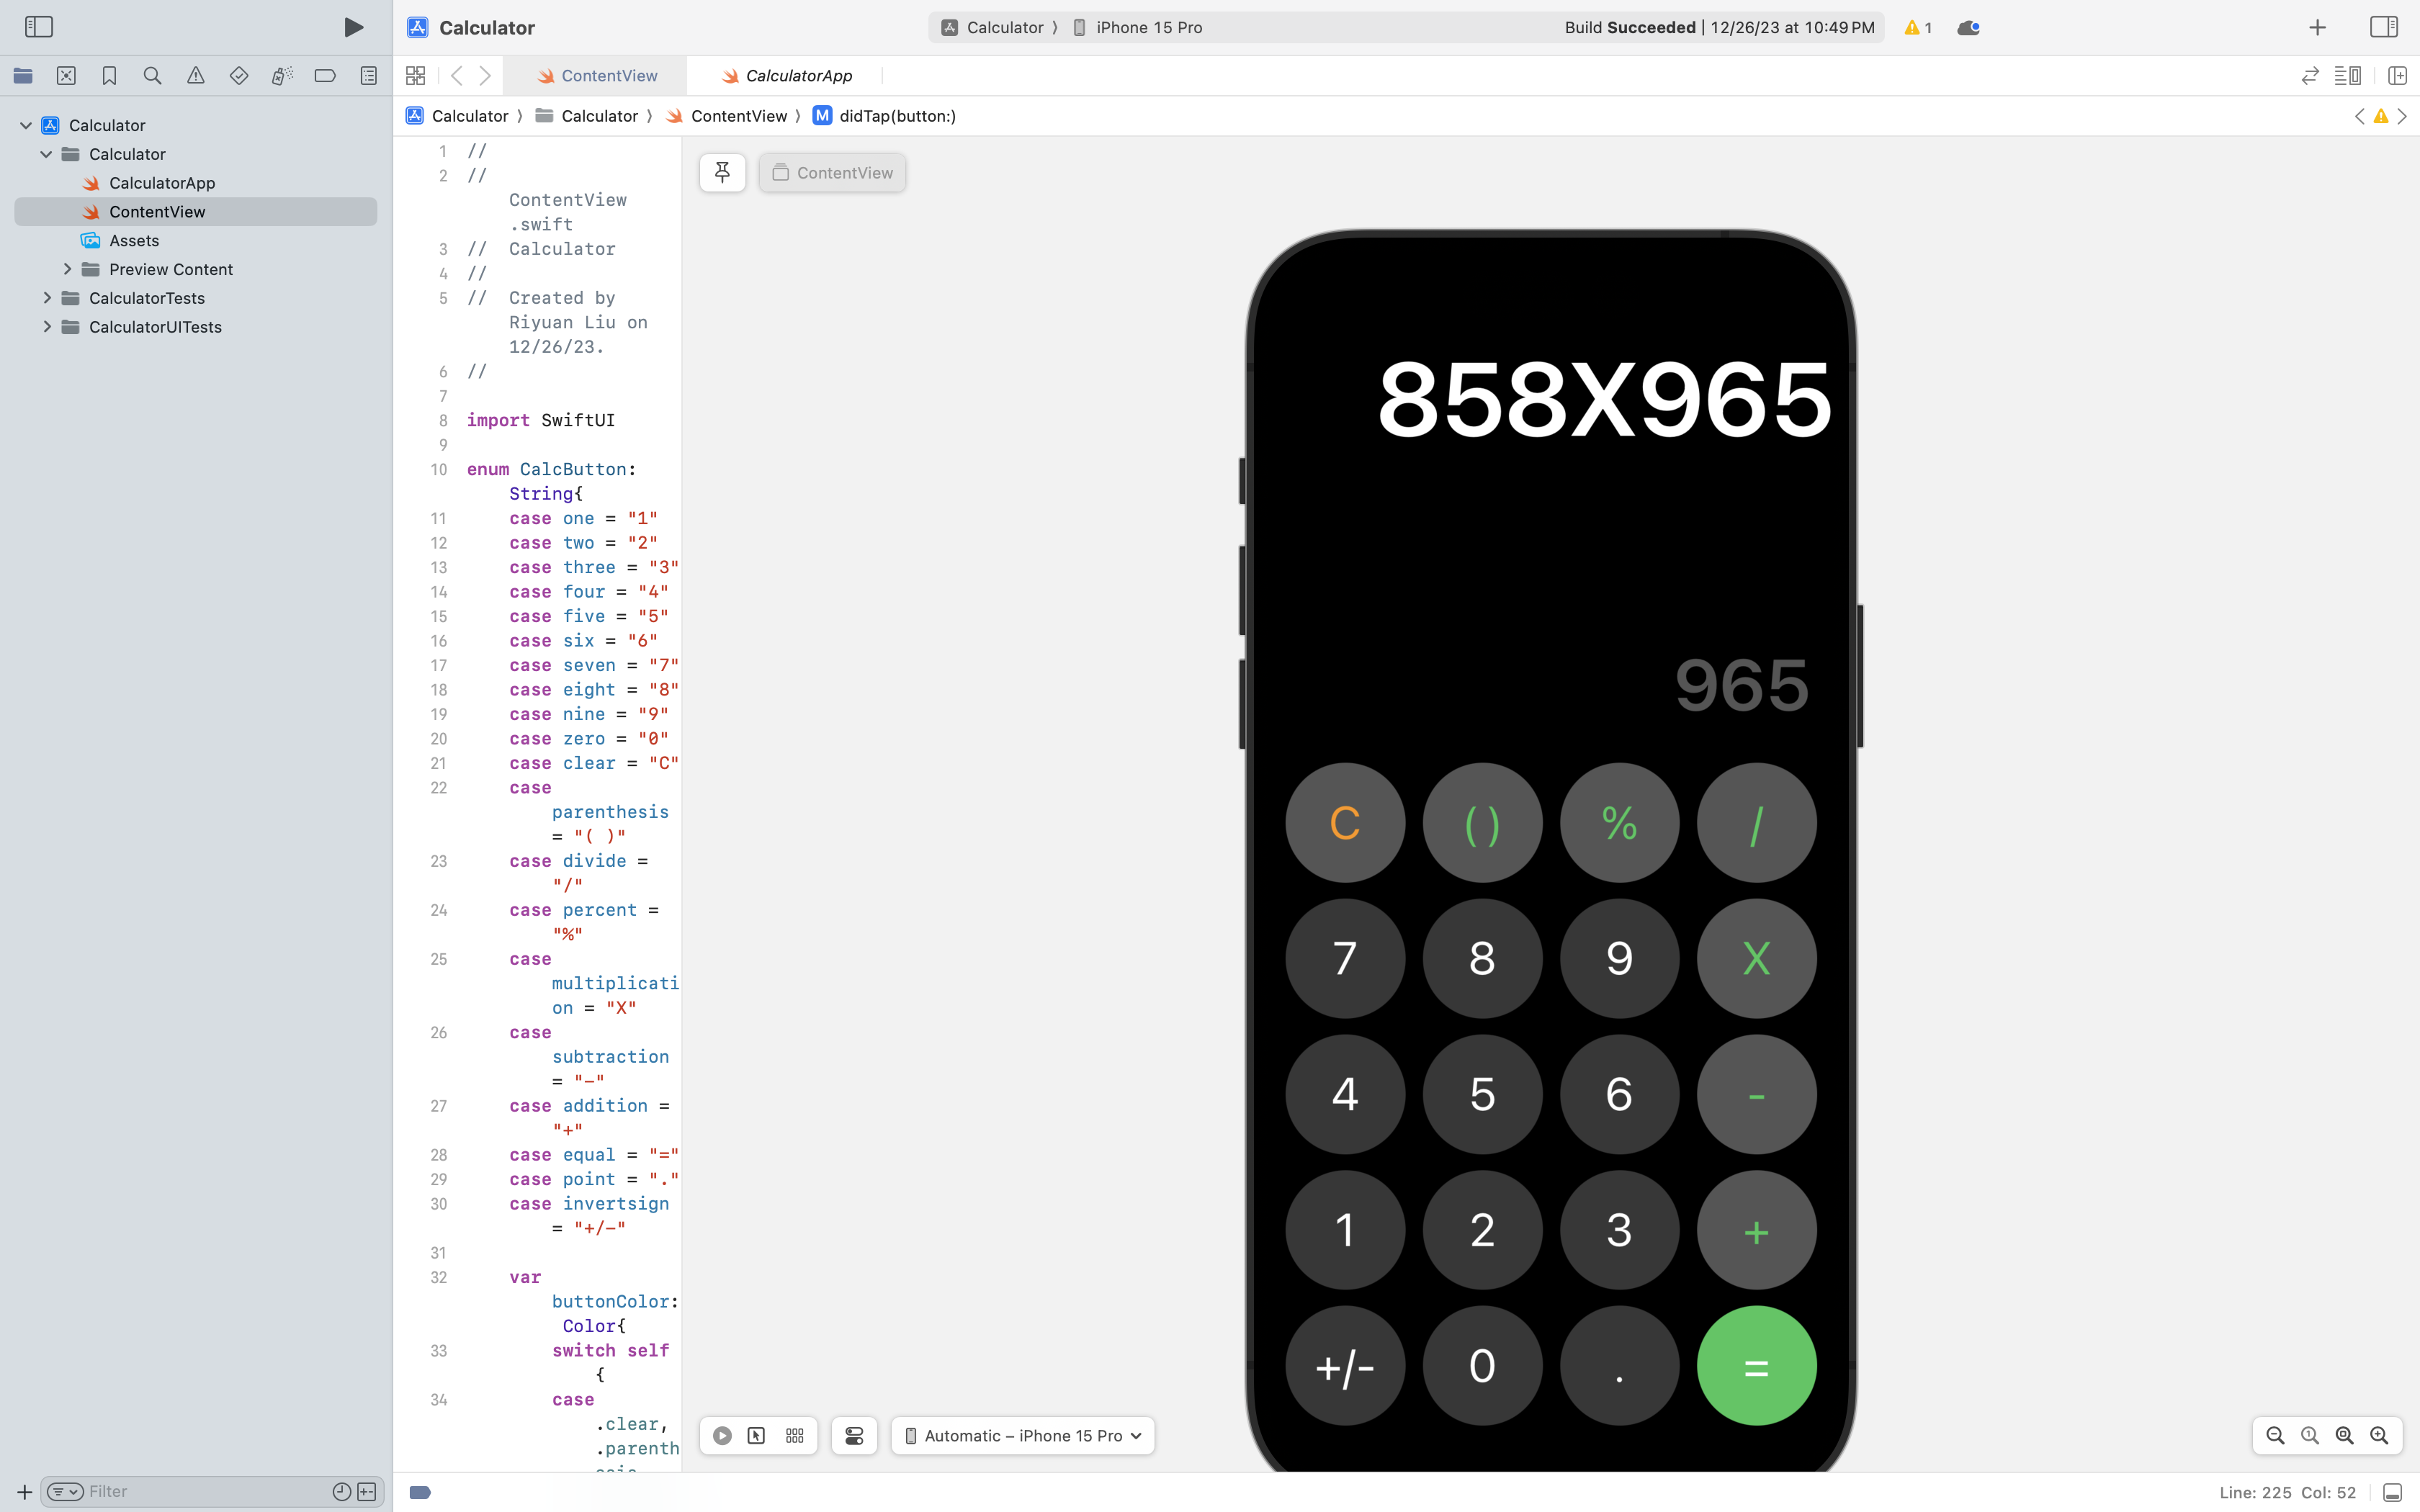 Calculator
Calculator ⟩ iPhone 15 Pro
Build Succeeded | 12/26/23 at 10:49 PM
1
ContentView
CalculatorApp
Calculator ⟩ Calculator ⟩ ContentView ⟩ M didTap(button:)
Calculator
Calculator
CalculatorApp
ContentView
Assets
Preview Content
CalculatorTests
CalculatorUITests
Filter
1 //
2 //
ContentView
.swift
3 // Calculator
4 //
5 // Created by
Riyuan Liu on
12/26/23.
6 //
7
8 import SwiftUI
9
10 enum CalcButton:
String{
11 case one = "1"
12 case two = "2"
13 case three = "3"
14 case four = "4"
15 case five = "5"
16 case six = "6"
17 case seven = "7"
18 case eight = "8"
19 case nine = "9"
20 case zero = "0"
21 case clear = "C"
22 case
parenthesis
= "( )"
23 case divide =
"/"
24 case percent =
"%"
25 case
multiplicati
on = "X"
26 case
subtraction
= "-"
27 case addition =
"+"
28 case equal = "="
29 case point = "."
30 case invertsign
= "+/-"
31
32 var
buttonColor:
Color{
33 switch self
{
34 case
.clear,
.parenth
ContentView
858X965
965
C ( ) % /
7 8 9 X
4 5 6 -
1 2 3 +
+/- 0 . =
Automatic – iPhone 15 Pro
Line: 225 Col: 52